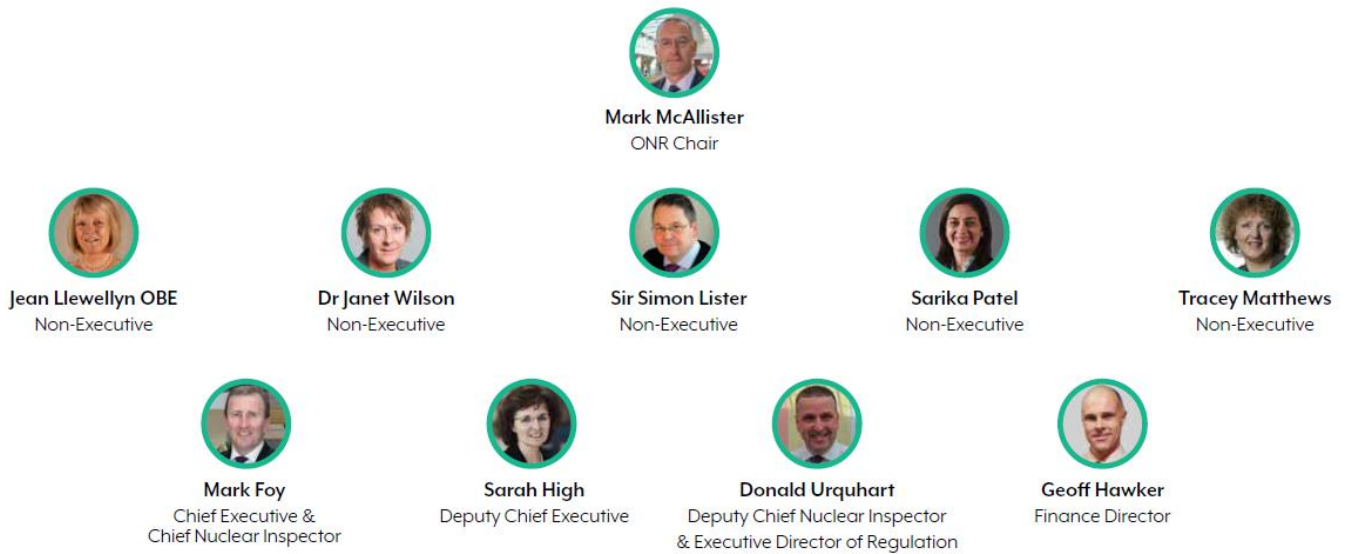 Mark McAllister
ONR Chair
Jean Llewellyn OBE
Non-Executive
Dr Janet Wilson
Non-Executive
Sir Simon Lister
Non-Executive
Sarika Patel
Non-Executive
Tracey Matthews
Non-Executive
Mark Foy
Chief Executive &
Chief Nuclear Inspector
Sarah High
Deputy Chief Executive
Donald Urquhart
Deputy Chief Nuclear Inspector
& Executive Director of Regulation
Geoff Hawker
Finance Director